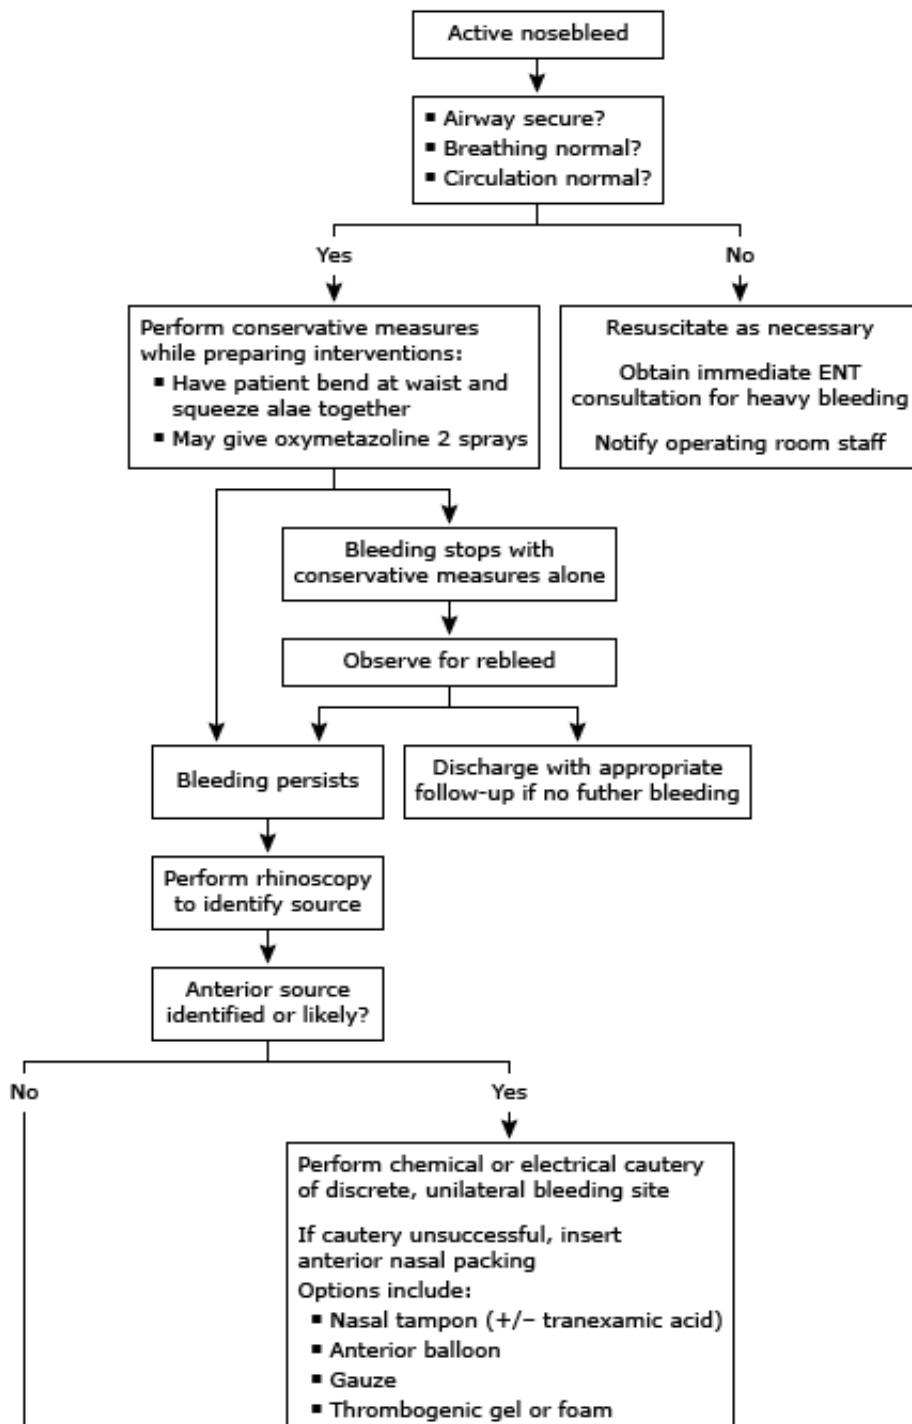 Active nosebleed
▪ Airway secure?
▪ Breathing normal?
▪ Circulation normal?
Yes
No
Perform conservative measures
while preparing interventions:
▪ Have patient bend at waist and
squeeze alae together
▪ May give oxymetazoline 2 sprays
Resuscitate as necessary
Obtain immediate ENT
consultation for heavy bleeding
Notify operating room staff
Bleeding stops with
conservative measures alone
Observe for rebleed
Bleeding persists
Discharge with appropriate
follow-up if no futher bleeding
Perform rhinoscopy
to identify source
Anterior source
identified or likely?
No
Yes
Perform chemical or electrical cautery
of discrete, unilateral bleeding site
If cautery unsuccessful, insert
anterior nasal packing
Options include:
▪ Nasal tampon (+/− tranexamic acid)
▪ Anterior balloon
▪ Gauze
▪ Thrombogenic gel or foam